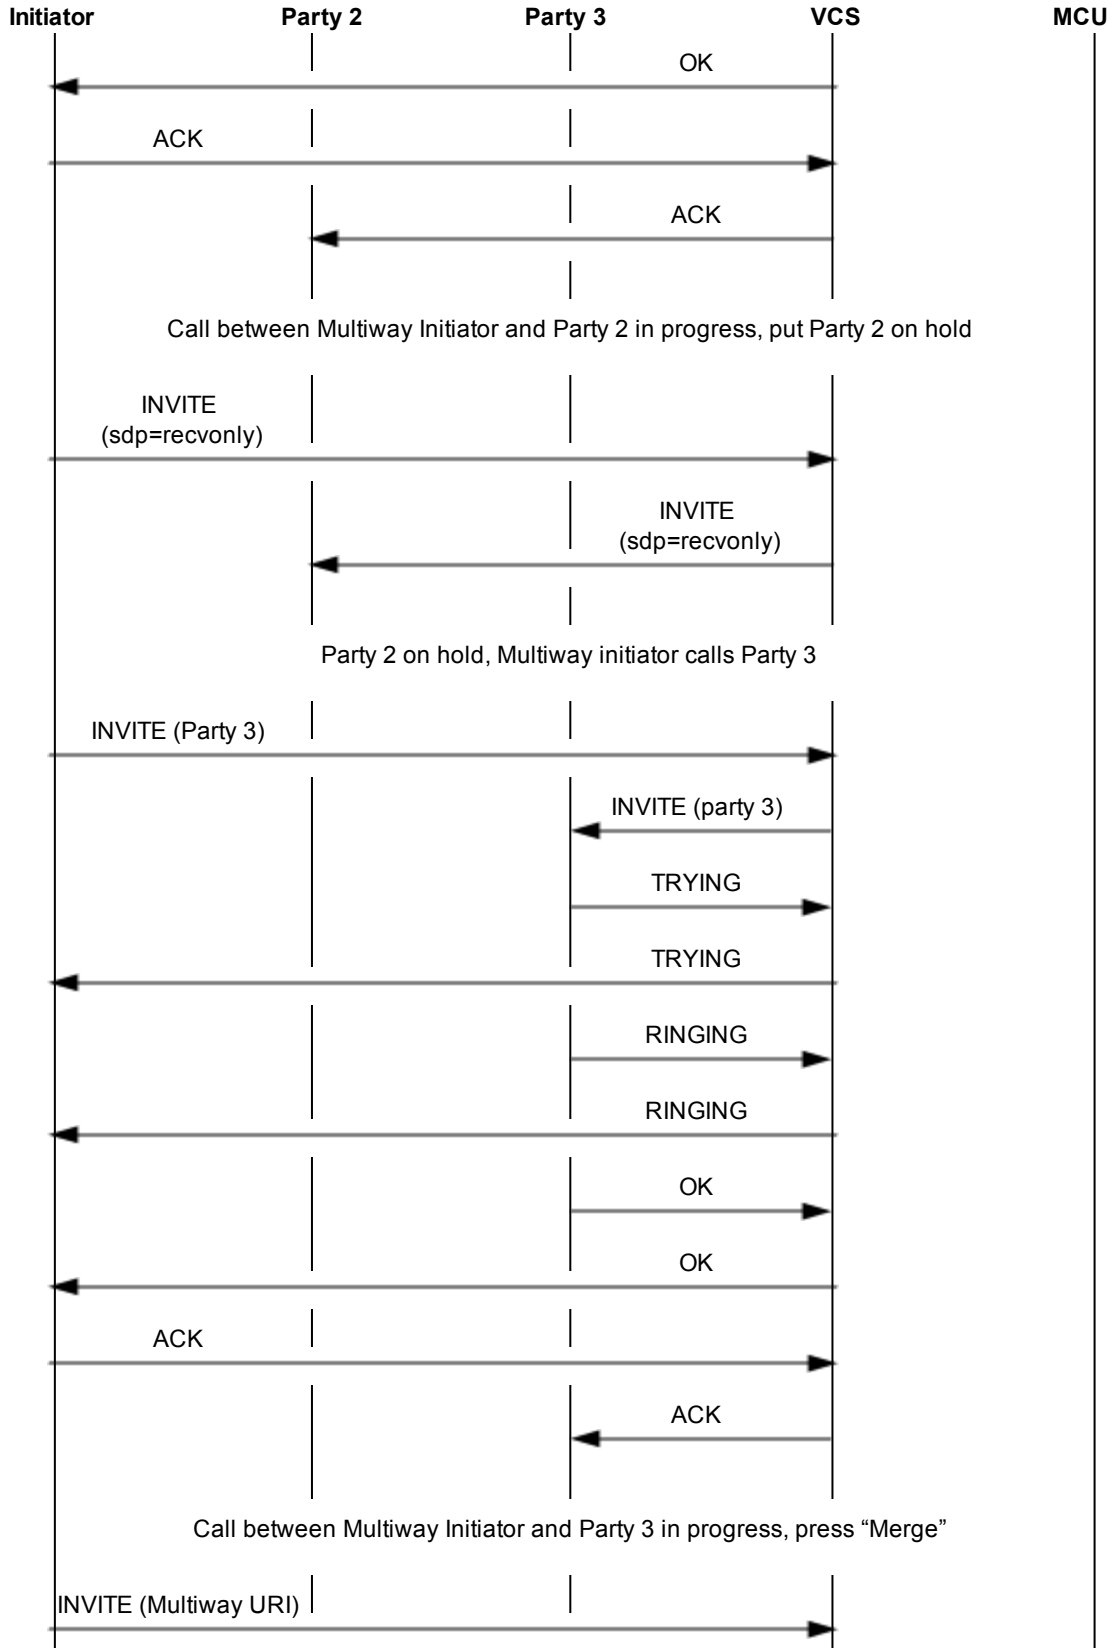 Initiator Party 2 Party 3 VCS MCU
OK
ACK
ACK
Call between Multiway Initiator and Party 2 in progress, put Party 2 on hold
INVITE
(sdp=recvonly)
INVITE
(sdp=recvonly)
Party 2 on hold, Multiway initiator calls Party 3
INVITE (Party 3)
INVITE (party 3)
TRYING
TRYING
RINGING
RINGING
OK
OK
ACK
ACK
Call between Multiway Initiator and Party 3 in progress, press “Merge”
INVITE (Multiway URI)